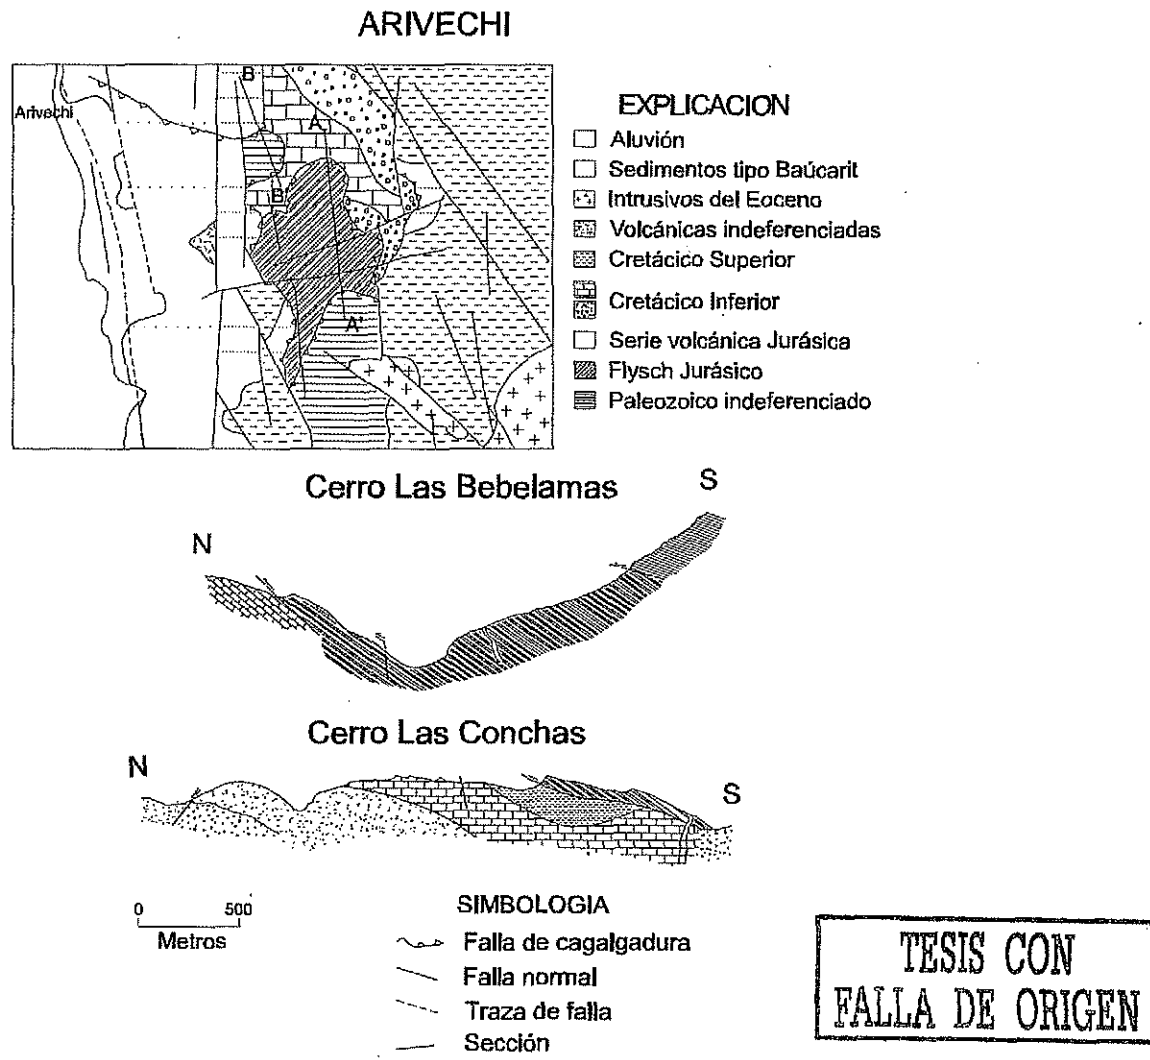 ARIVECHI
Arivechi
B
A
B
A'
EXPLICACION
Aluvión
Sedimentos tipo Baúcarit
Intrusivos del Eoceno
Volcánicas indeferenciadas
Cretácico Superior
Cretácico Inferior
Serie volcánica Jurásica
Flysch Jurásico
Paleozoico indeferenciado
Cerro Las Bebelamas
N
S
Cerro Las Conchas
N
S
0 500
Metros
SIMBOLOGIA
Falla de cagalgadura
Falla normal
Traza de falla
Sección
TESIS CON
FALLA DE ORIGEN